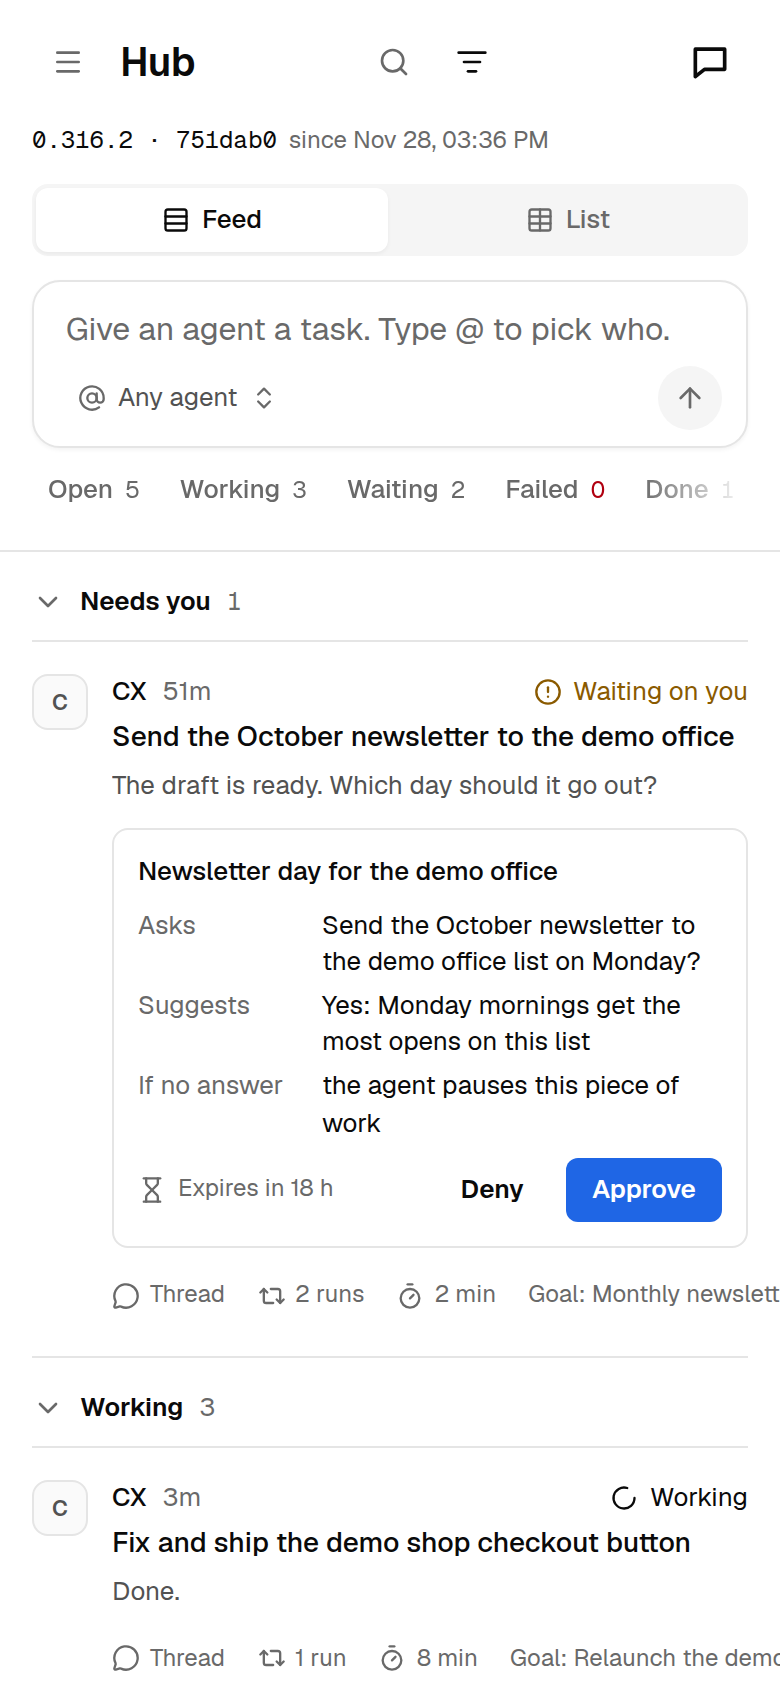 Hub
0.316.2 · 751dab0 since Nov 28, 03:36 PM
Feed List
Give an agent a task. Type @ to pick who.
Any agent
Open 5 Working 3 Waiting 2 Failed 0 Done 1
Needs you 1
C CX 51m Waiting on you
Send the October newsletter to the demo office
The draft is ready. Which day should it go out?
Newsletter day for the demo office
Asks Send the October newsletter to
the demo office list on Monday?
Suggests Yes: Monday mornings get the
most opens on this list
If no answer the agent pauses this piece of
work
Expires in 18 h Deny Approve
Thread 2 runs 2 min Goal: Monthly newslett
Working 3
C CX 3m Working
Fix and ship the demo shop checkout button
Done.
Thread 1 run 8 min Goal: Relaunch the demo